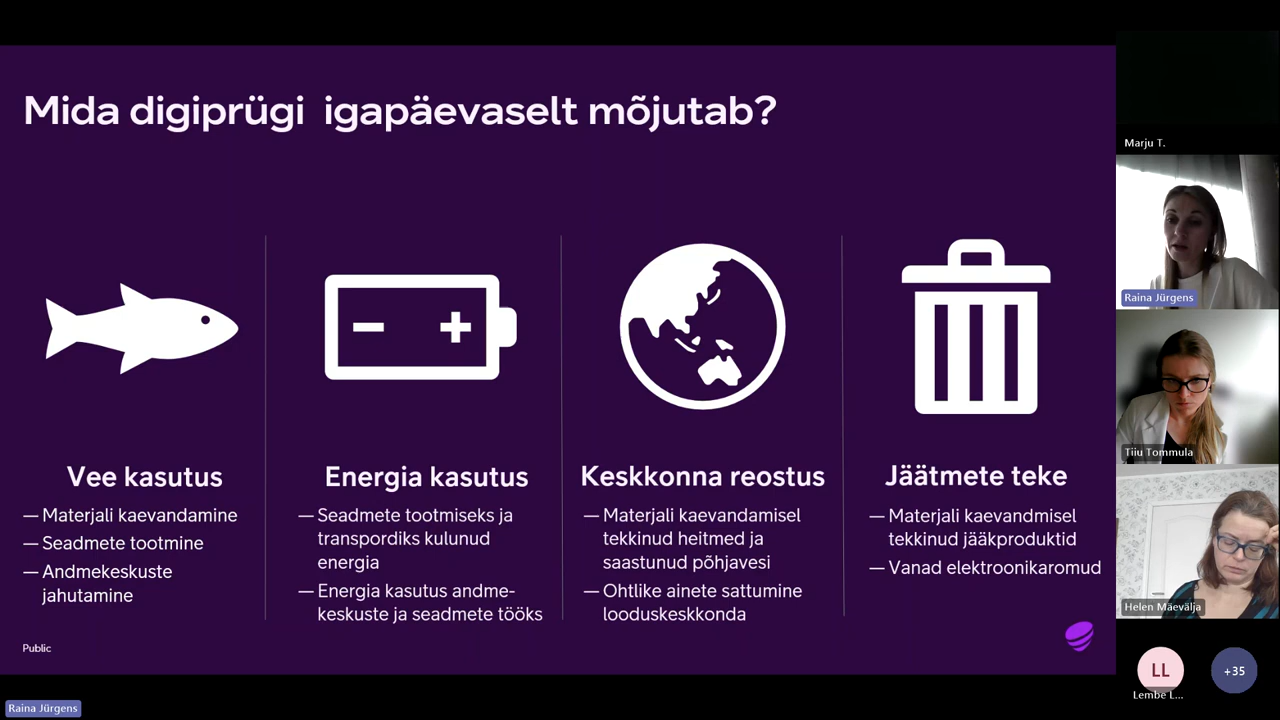 Mida digiprügi igapäevaselt mõjutab?
Vee kasutus
— Materjali kaevandamine
— Seadmete tootmine
— Andmekeskuste
jahutamine
Energia kasutus
— Seadmete tootmiseks ja
transpordiks kulunud
energia
— Energia kasutus andme-
keskuste ja seadmete tööks
Keskkonna reostus
— Materjali kaevandamisel
tekkinud heitmed ja
saastunud põhjavesi
— Ohtlike ainete sattumine
looduskeskkonda
Jäätmete teke
— Materjali kaevandmisel
tekkinud jääkproduktid
— Vanad elektroonikaromud
Public
Raina Jürgens
Marju T.
Raina Jürgens
Tiiu Tommula
Helen Mäevälja
LL
Lembe L...
+35